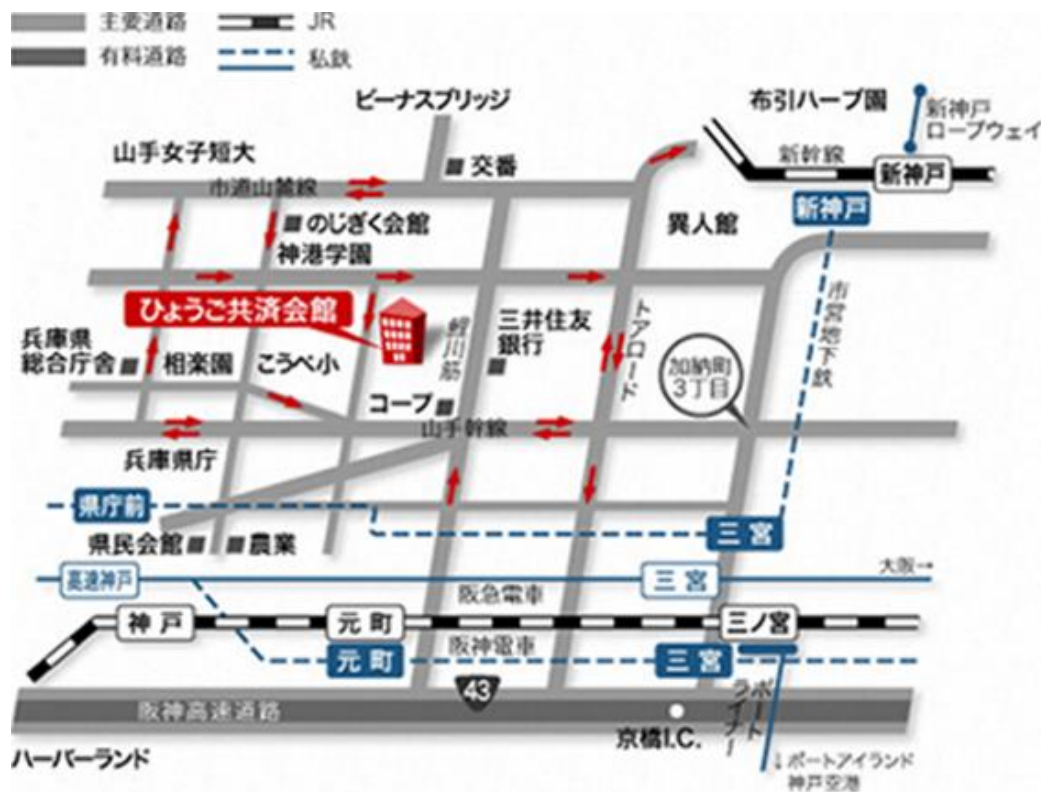 主要道路
JR
有料道路
私鉄
ビーナスブリッジ
布引ハーブ園
新神戸
ロープウェイ
山手女子短大
交番
新幹線
新神戸
市道山麓線
新神戸
のじぎく会館
異人館
神港学園
ひょうご共済会館
兵庫県
総合庁舎
相楽園
こうべ小
鯉川筋
三井住友
銀行
トアロード
加納町
3丁目
市営地下鉄
コープ
山手幹線
兵庫県庁
県庁前
三宮
県民会館
農業
大阪→
高速神戸
三宮
阪急電車
神戸
元町
三ノ宮
阪神電車
元町
三宮
43
阪神高速道路
ポート
ライナー
京橋I.C.
ハーバーランド
↓ポートアイランド
神戸空港